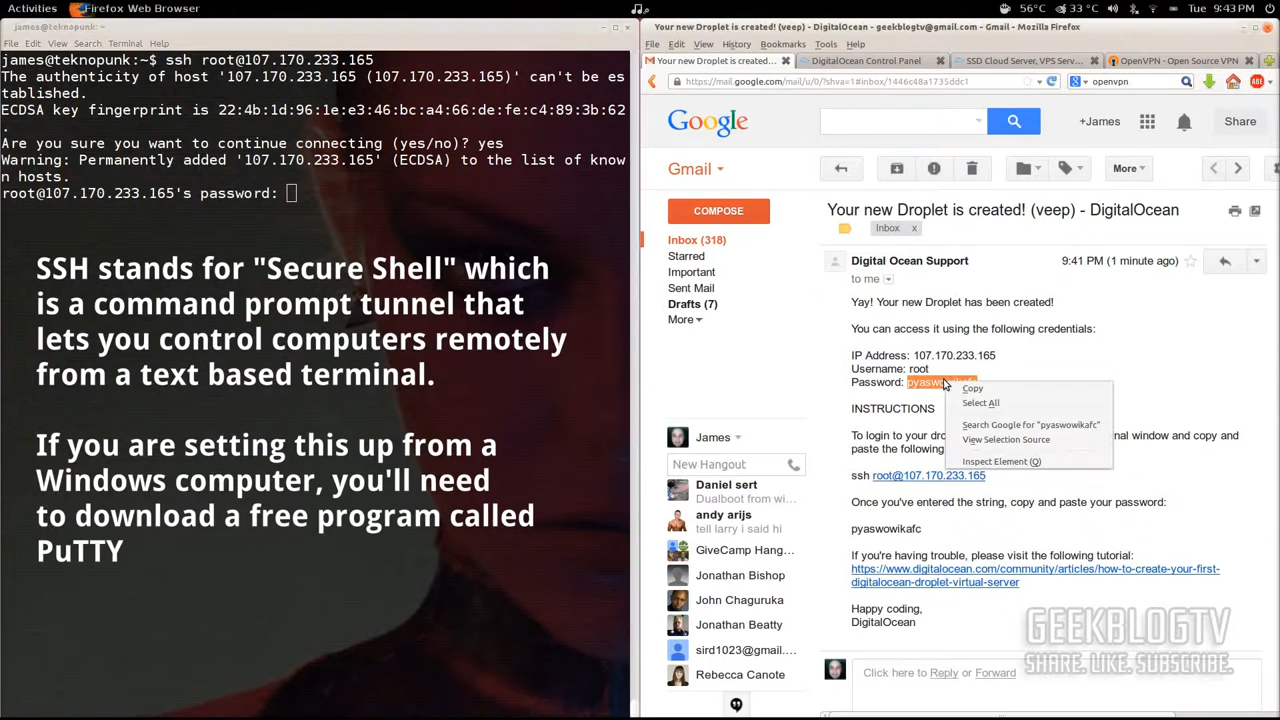 Activities Firefox Web Browser 56°C 33°C Tue 9:43 PM
james@teknopunk: ~
File Edit View Search Terminal Help
james@teknopunk:~$ ssh root@107.170.233.165
The authenticity of host '107.170.233.165 (107.170.233.165)' can't be es
tablished.
ECDSA key fingerprint is 22:4b:1d:96:1e:e3:46:bc:a4:66:de:fe:c4:89:3b:62
.
Are you sure you want to continue connecting (yes/no)? yes
Warning: Permanently added '107.170.233.165' (ECDSA) to the list of know
n hosts.
root@107.170.233.165's password:
SSH stands for "Secure Shell" which
is a command prompt tunnel that
lets you control computers remotely
from a text based terminal.
If you are setting this up from a
Windows computer, you'll need
to download a free program called
PuTTY
Your new Droplet is created! (veep) - DigitalOcean - geekblogtv@gmail.com - Gmail - Mozilla Firefox
File Edit View History Bookmarks Tools Help
Your new Droplet is created... DigitalOcean Control Panel SSD Cloud Server, VPS Serv... OpenVPN - Open Source VPN
https://mail.google.com/mail/u/0/?shva=1#inbox/1446c48a1735ddc1 openvpn
ABP
Google +James Share
Gmail More
COMPOSE
Inbox (318)
Starred
Important
Sent Mail
Drafts (7)
More
James
New Hangout
Daniel sert
Dualboot from wi...
andy arijs
tell larry i said hi
GiveCamp Hang...
Jonathan Bishop
John Chaguruka
Jonathan Beatty
sird1023@gmail....
Rebecca Canote
Your new Droplet is created! (veep) - DigitalOcean
Inbox x
Digital Ocean Support 9:41 PM (1 minute ago)
to me
Yay! Your new Droplet has been created!
You can access it using the following credentials:
IP Address: 107.170.233.165
Username: root
Password: pyaswowikafc
INSTRUCTIONS
To login to your dro nal window and copy and
paste the following
ssh root@107.170.233.165
Once you've entered the string, copy and paste your password:
pyaswowikafc
If you're having trouble, please visit the following tutorial:
https://www.digitalocean.com/community/articles/how-to-create-your-first-
digitalocean-droplet-virtual-server
Happy coding,
DigitalOcean
Copy
Select All
Search Google for "pyaswowikafc"
View Selection Source
Inspect Element (Q)
Click here to Reply or Forward
GEEKBLOGTV
SHARE. LIKE. SUBSCRIBE.